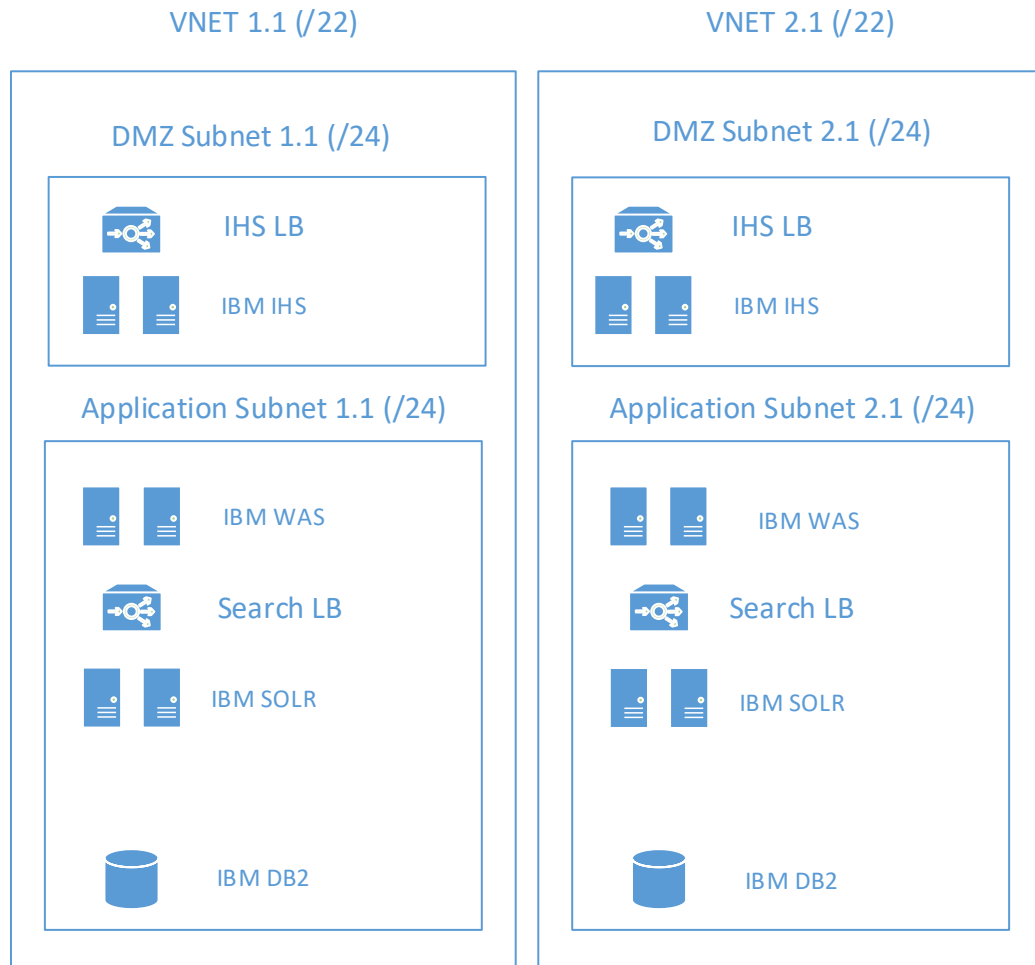 VNET 1.1 (/22)
VNET 2.1 (/22)
DMZ Subnet 1.1 (/24)
IHS LB
IBM IHS
Application Subnet 1.1 (/24)
IBM WAS
Search LB
IBM SOLR
IBM DB2
DMZ Subnet 2.1 (/24)
IHS LB
IBM IHS
Application Subnet 2.1 (/24)
IBM WAS
Search LB
IBM SOLR
IBM DB2